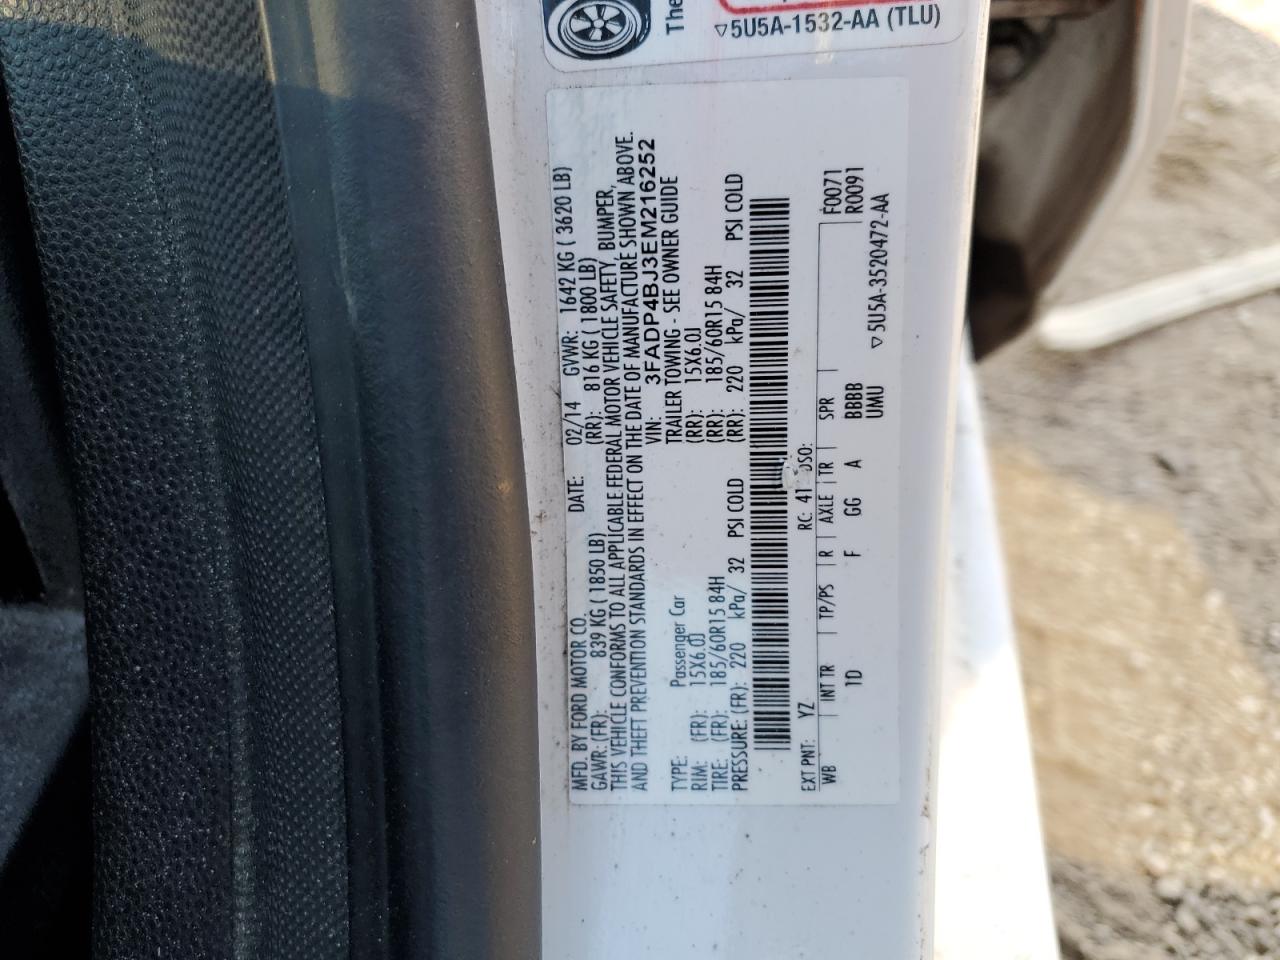 The
▽5U5A-1532-AA (TLU)
MFD. BY FORD MOTOR CO. DATE: 02/14 GVWR: 1642 KG ( 3620 LB)
GAWR: (FR): 839 KG ( 1850 LB) (RR): 816 KG ( 1800 LB)
THIS VEHICLE CONFORMS TO ALL APPLICABLE FEDERAL MOTOR VEHICLE SAFETY, BUMPER,
AND THEFT PREVENTION STANDARDS IN EFFECT ON THE DATE OF MANUFACTURE SHOWN ABOVE.
VIN: 3FADP4BJ3EM216252
TYPE: Passenger Car TRAILER TOWING - SEE OWNER GUIDE
RIM: (FR): 15X6.0J (RR): 15X6.0J
TIRE: (FR): 185/60R15 84H (RR): 185/60R15 84H
PRESSURE: (FR): 220 kPa/ 32 PSI COLD (RR): 220 kPa/ 32 PSI COLD
EXT PNT: YZ RC: 41 DSO:
WB INT TR TP/PS R AXLE TR SPR F0071
1D F GG A BBBB R0091
UMU
▽5U5A-3520472-AA